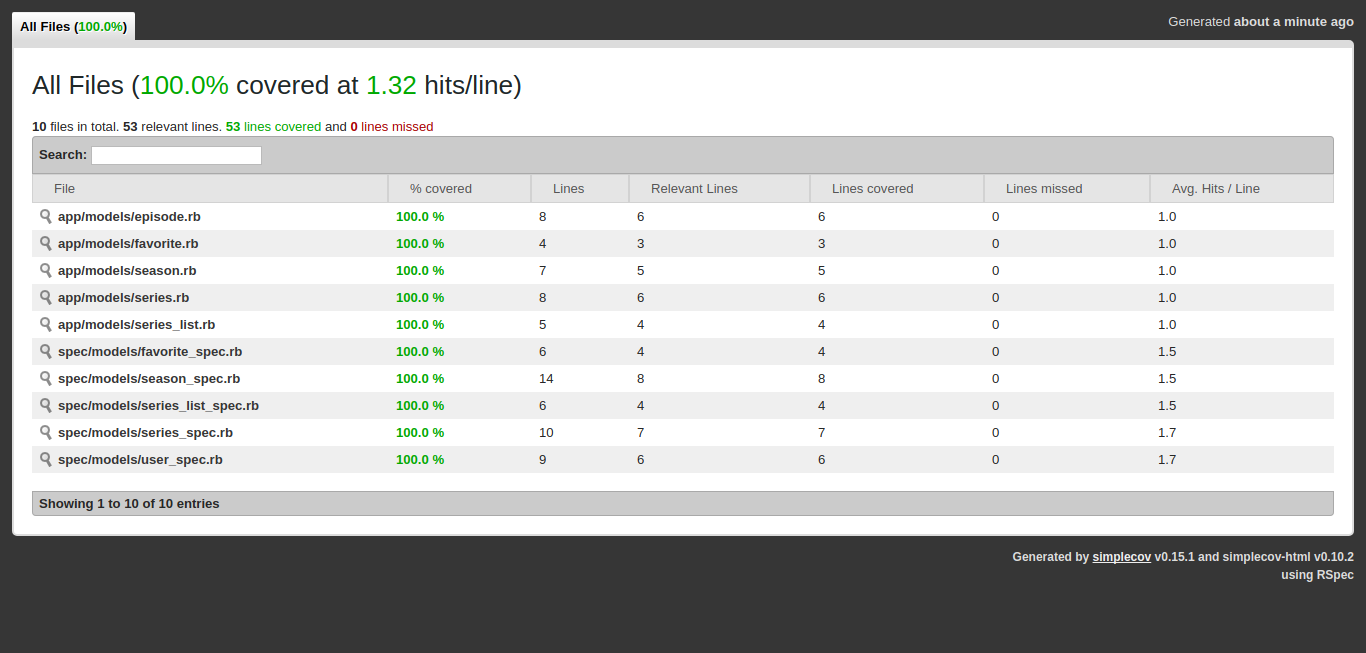 All Files (100.0%)
Generated about a minute ago
All Files (100.0% covered at 1.32 hits/line)
10 files in total. 53 relevant lines. 53 lines covered and 0 lines missed
Search:
File % covered Lines Relevant Lines Lines covered Lines missed Avg. Hits / Line
app/models/episode.rb 100.0 % 8 6 6 0 1.0
app/models/favorite.rb 100.0 % 4 3 3 0 1.0
app/models/season.rb 100.0 % 7 5 5 0 1.0
app/models/series.rb 100.0 % 8 6 6 0 1.0
app/models/series_list.rb 100.0 % 5 4 4 0 1.0
spec/models/favorite_spec.rb 100.0 % 6 4 4 0 1.5
spec/models/season_spec.rb 100.0 % 14 8 8 0 1.5
spec/models/series_list_spec.rb 100.0 % 6 4 4 0 1.5
spec/models/series_spec.rb 100.0 % 10 7 7 0 1.7
spec/models/user_spec.rb 100.0 % 9 6 6 0 1.7
Showing 1 to 10 of 10 entries
Generated by simplecov v0.15.1 and simplecov-html v0.10.2
using RSpec